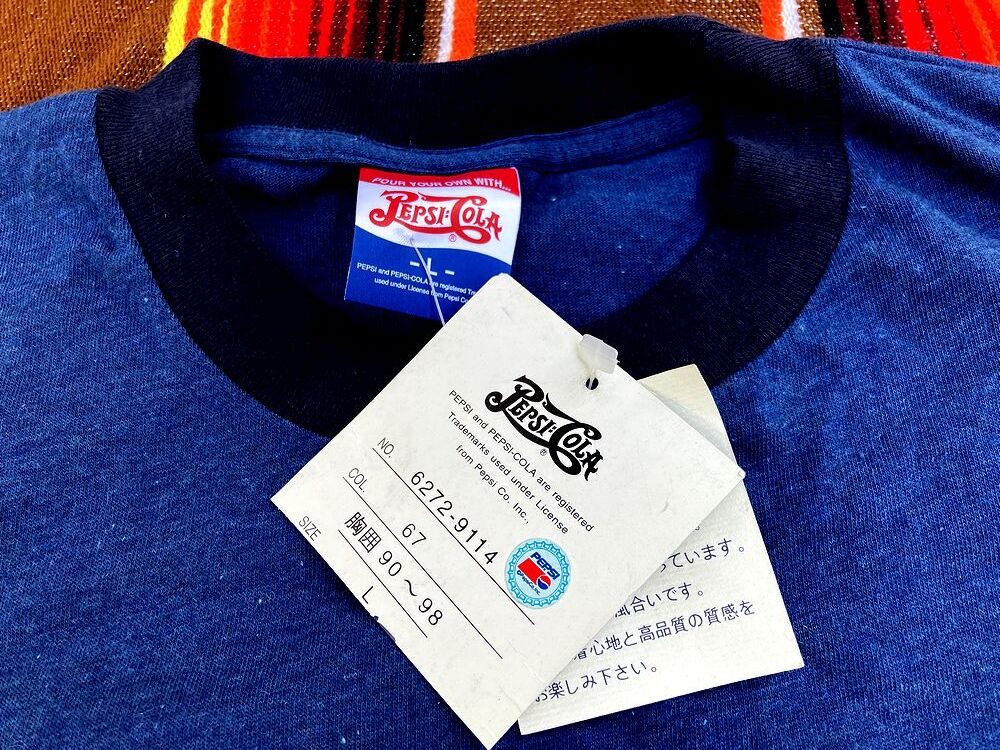 POUR YOUR OWN WITH...
PEPSI:COLA
®
-L-
PEPSI and PEPSI-COLA are registered
used under License from Pepsi
PEPSI:COLA
®
PEPSI and PEPSI-COLA are registered
Trademarks used under License
from Pepsi Co. Inc.,
NO. 6272-9114
COL 67
SIZE 胸囲 90〜98
L
PEPSI
っています。
風合いです。
着心地と高品質の質感を
お楽しみ下さい。